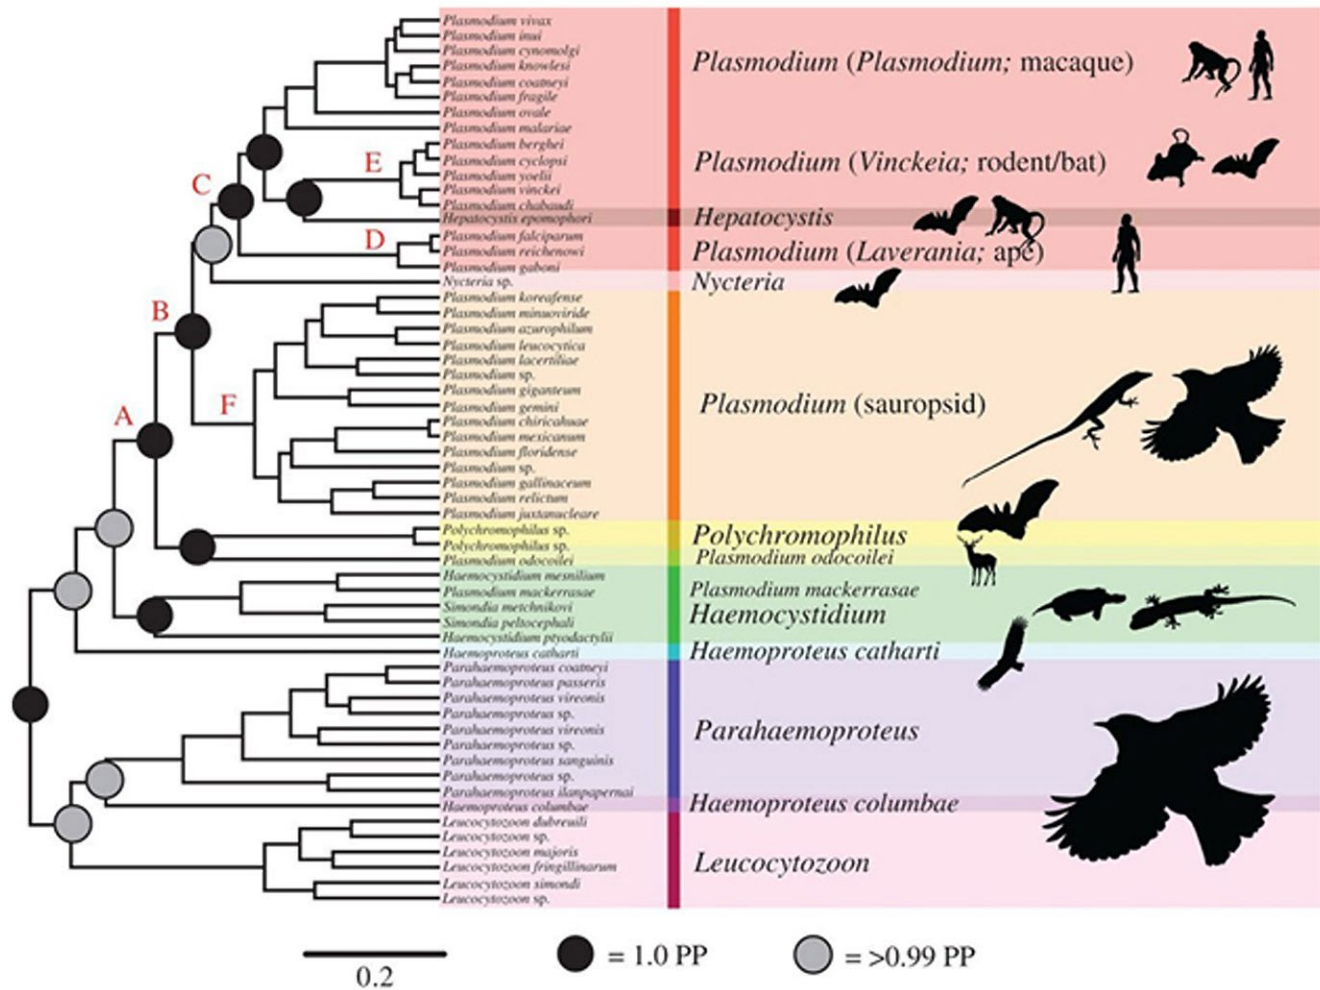 Plasmodium vivax
Plasmodium inui
Plasmodium cynomolgi
Plasmodium knowlesi
Plasmodium coatneyi
Plasmodium fragile
Plasmodium ovale
Plasmodium malariae
Plasmodium (Plasmodium; macaque)
Plasmodium berghei
Plasmodium cyclopsi
Plasmodium yoelii
Plasmodium vinckei
Plasmodium chabaudi
Plasmodium (Vinckeia; rodent/bat)
E
C
Hepatocystis epomophori
Hepatocystis
Plasmodium falciparum
Plasmodium reichenowi
Plasmodium gaboni
Plasmodium (Laverania; ape)
D
Nycteria sp.
Nycteria
B
Plasmodium koreafense
Plasmodium minuoviride
Plasmodium azurophilum
Plasmodium leucocytica
Plasmodium lacertiliae
Plasmodium sp.
Plasmodium giganteum
Plasmodium gemini
Plasmodium chiricahuae
Plasmodium mexicanum
Plasmodium floridense
Plasmodium sp.
Plasmodium gallinaceum
Plasmodium relictum
Plasmodium juxtanucleare
Plasmodium (sauropsid)
A
F
Polychromophilus sp.
Polychromophilus sp.
Polychromophilus
Plasmodium odocoilei
Plasmodium odocoilei
Haemocystidium mesnilium
Plasmodium mackerrasae
Simondia metchnikovi
Simondia peltocephali
Haemocystidium ptyodactylii
Plasmodium mackerrasae
Haemocystidium
Haemoproteus catharti
Haemoproteus catharti
Parahaemoproteus coatneyi
Parahaemoproteus passeris
Parahaemoproteus vireonis
Parahaemoproteus sp.
Parahaemoproteus vireonis
Parahaemoproteus sp.
Parahaemoproteus sanguinis
Parahaemoproteus sp.
Parahaemoproteus ilanpapernai
Parahaemoproteus
Haemoproteus columbae
Haemoproteus columbae
Leucocytozoon dubreuili
Leucocytozoon sp.
Leucocytozoon majoris
Leucocytozoon fringillinarum
Leucocytozoon simondi
Leucocytozoon sp.
Leucocytozoon
0.2
= 1.0 PP
= >0.99 PP